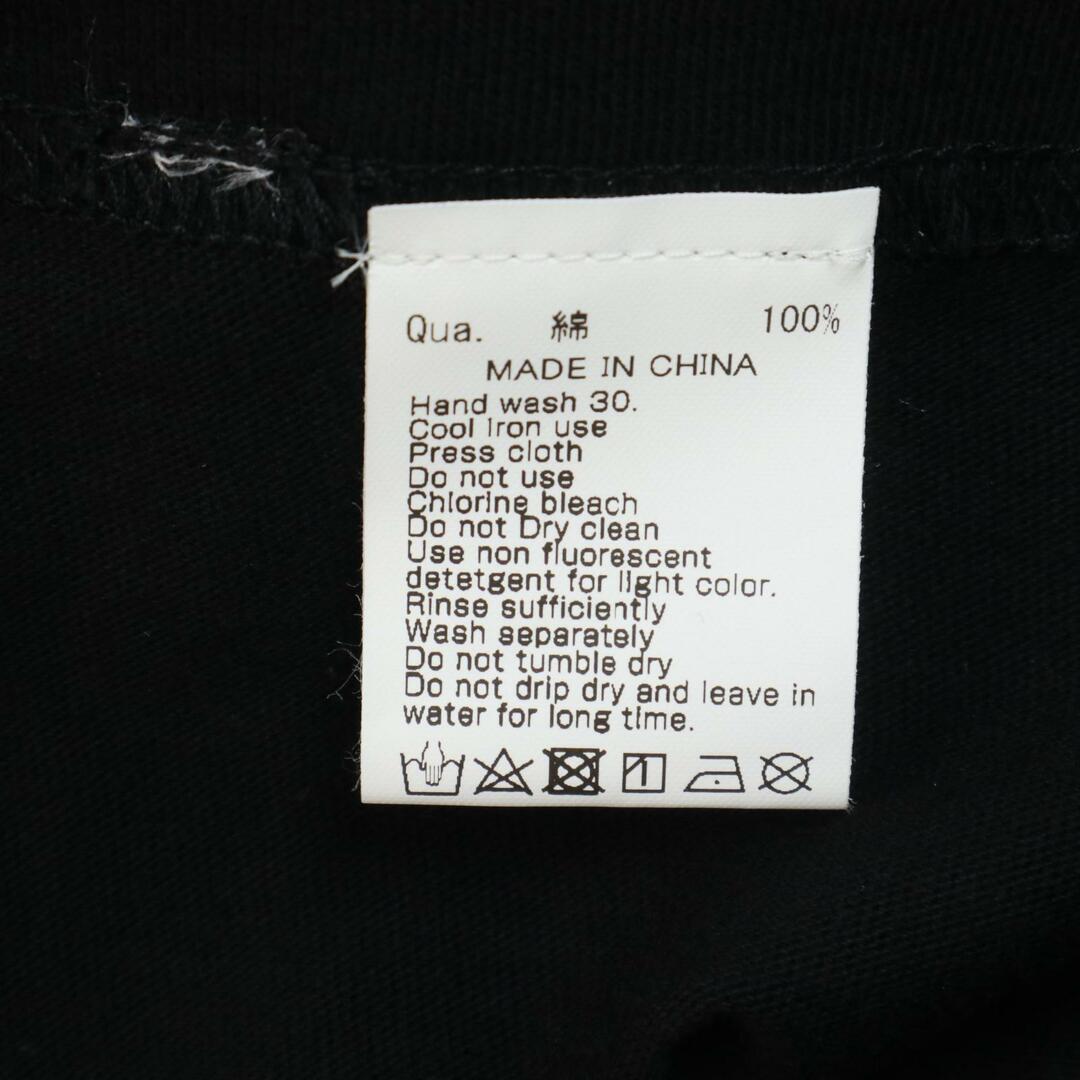 Qua. 綿 100%
MADE IN CHINA
Hand wash 30.
Cool Iron use
Press cloth
Do not use
Chlorine bleach
Do not Dry clean
Use non fluorescent
detetgent for light color.
Rinse sufficiently
Wash separately
Do not tumble dry
Do not drip dry and leave in
water for long time.